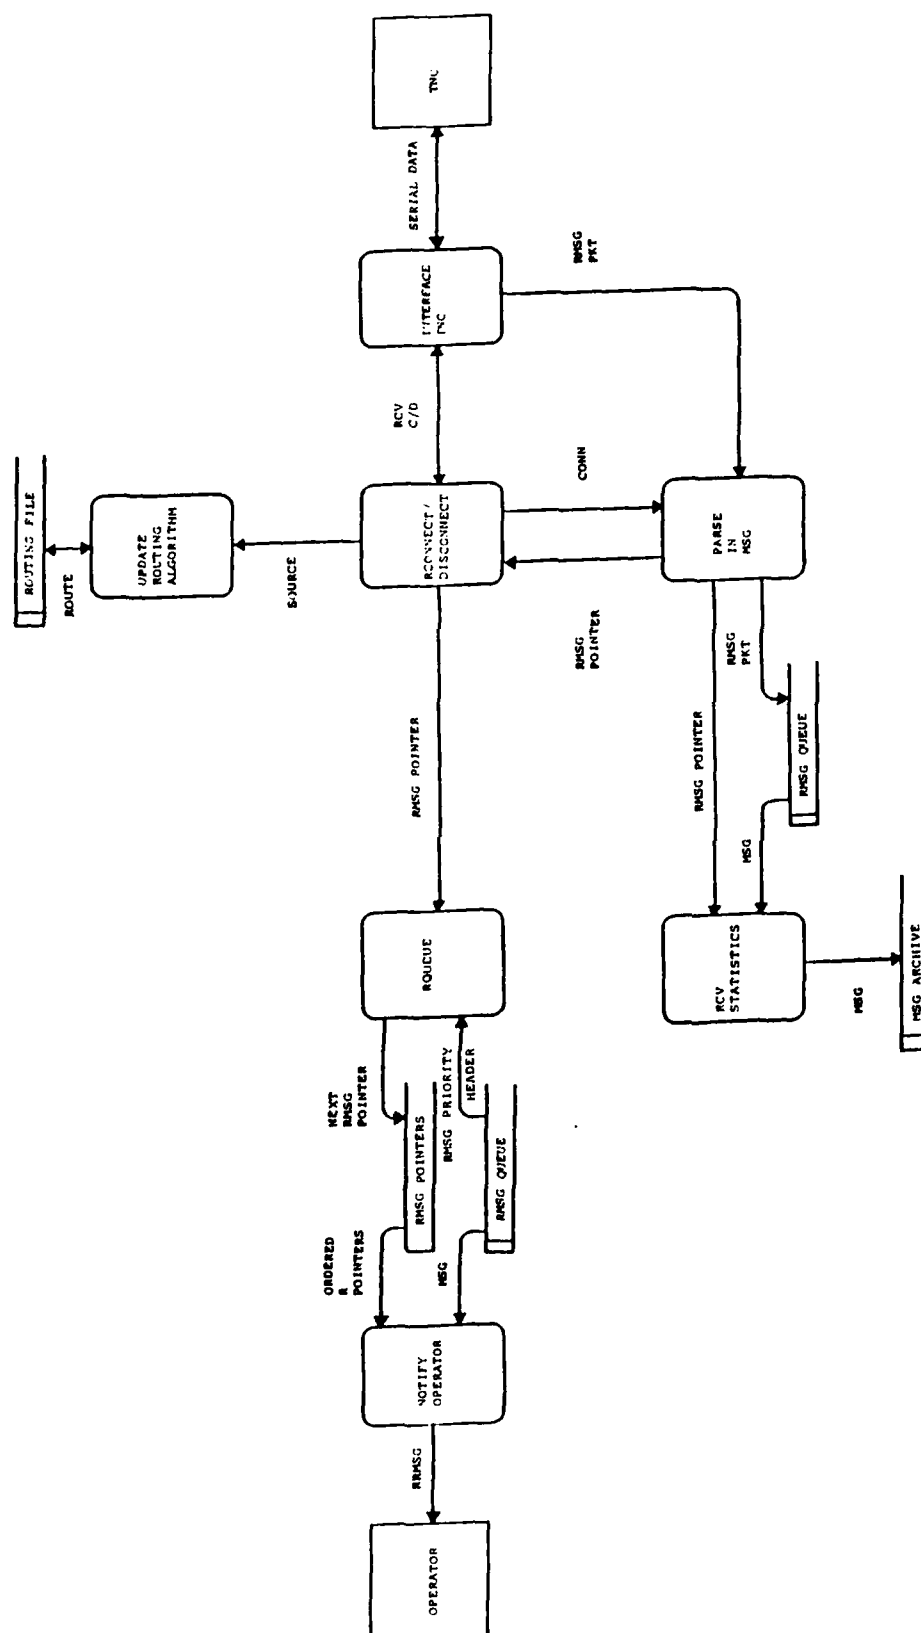 ROUTING FILE
ROUTE
UPDATE
ROUTING
ALGORITHM
SOURCE
OPERATOR
RRMSG
NOTIFY
OPERATOR
ORDERED
R
POINTERS
MSG
RMSG POINTERS
RMSG QUEUE
NEXT
RMSG
POINTER
RMSG PRIORITY
HEADER
RQUEUE
RMSG POINTER
RCONNECT/
DISCONNECT
RCV
C/D
INTERFACE
TNC
SERIAL DATA
TNC
RMSG
POINTER
CONN
RMSG
PKT
RCV
STATISTICS
RMSG POINTER
MSG
RMSG QUEUE
RMSG
PKT
PARSE
IN
MSG
MSG
MSG ARCHIVE